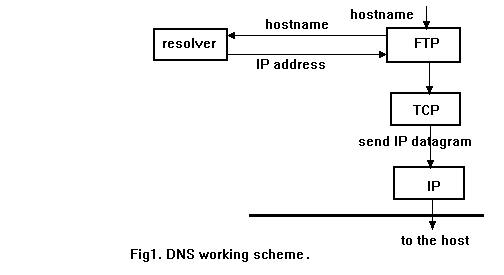 hostname
hostname
resolver
FTP
IP address
TCP
send IP datagram
IP
to the host
Fig1. DNS working scheme.